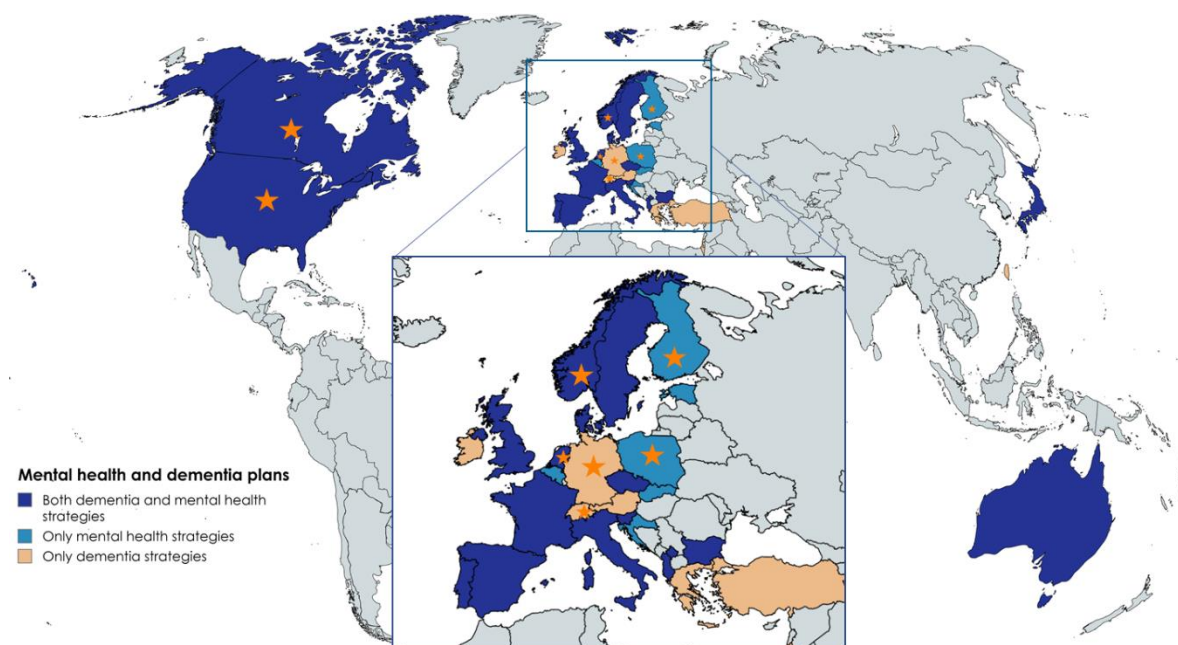 Mental health and dementia plans
Both dementia and mental health
strategies
Only mental health strategies
Only dementia strategies